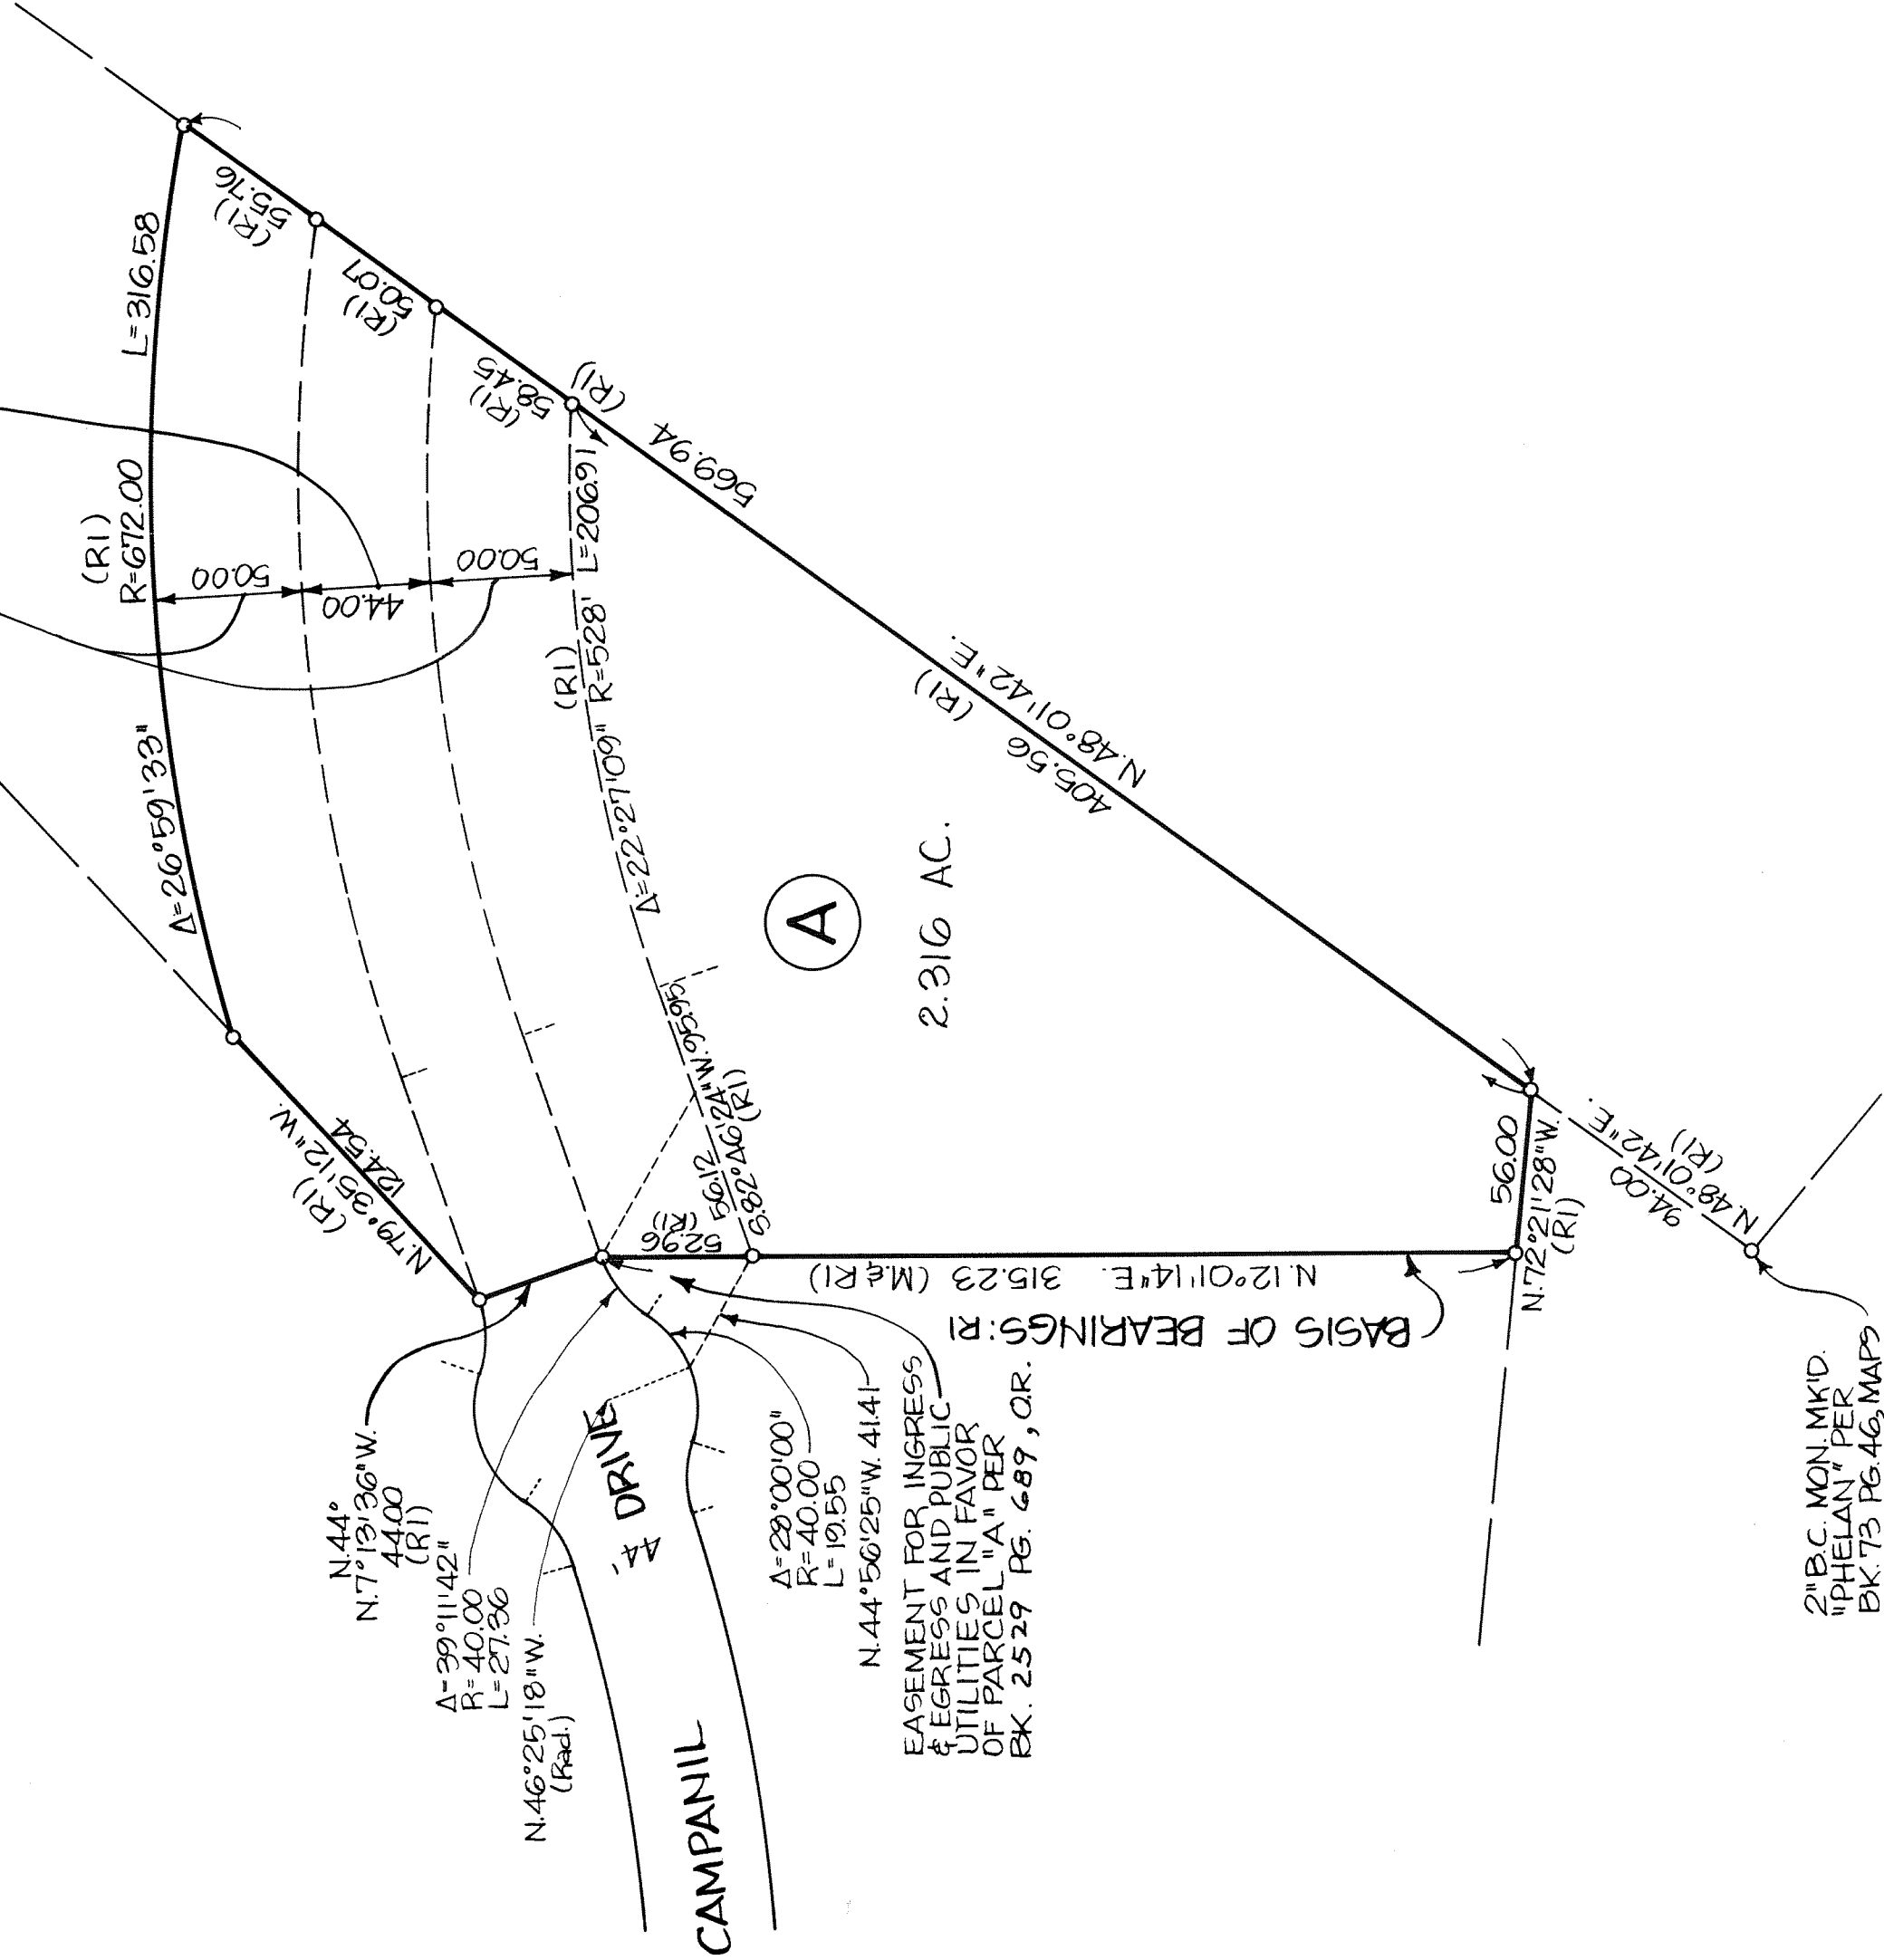 L=316.58
(R1)
R=672.00
Δ=26°59'33"
(R1)
55.76
(R1)
50.07
(R1)
58.45
(R1)
50.00
44.00
50.00
L=206.91
(R1)
R=528'
Δ=22°27'09"
569.94
N.48°01'42"E.
(R1)
405.56
N.79°35'12"W.
124.54
(R1)
A
2.316 AC.
S.82°46'24"W. 95.95
56.12
(R1)
52.96
(R1)
N.12°01'14"E. 315.23 (M.&R1)
BASIS OF BEARINGS: R1
56.00
N.72°21'28"W.
(R1)
94.00
N.48°01'42"E.
(R1)
N.44°
N.7°13'36"W.
44.00
(R1)
Δ=39°11'42"
R=40.00
L=27.36
N.46°25'18"W.
(Rad.)
44'
CAMPANIL DRIVE
Δ=28°00'00"
R=40.00
L=19.55
N.44°56'25"W. 41.41
EASEMENT FOR INGRESS
& EGRESS AND PUBLIC
UTILITIES IN FAVOR
OF PARCEL "A" PER
BK. 2529 PG. 689, O.R.
2" B.C. MON. MK'D.
"PHELAN" PER
BK. 73 PG. 46, MAPS